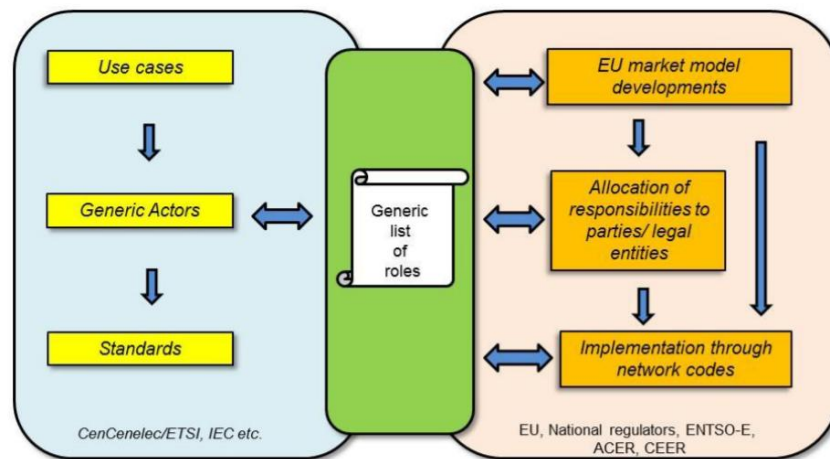 Use cases
Generic Actors
Standards
CenCenelec/ETSI, IEC etc.
Generic
list
of
roles
EU market model
developments
Allocation of
responsibilities to
parties/ legal
entities
Implementation through
network codes
EU, National regulators, ENTSO-E,
ACER, CEER